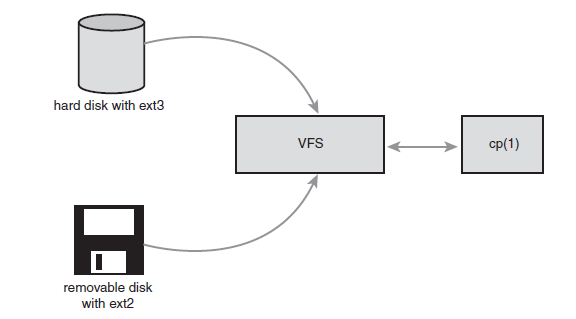 hard disk with ext3
VFS
cp(1)
removable disk
with ext2